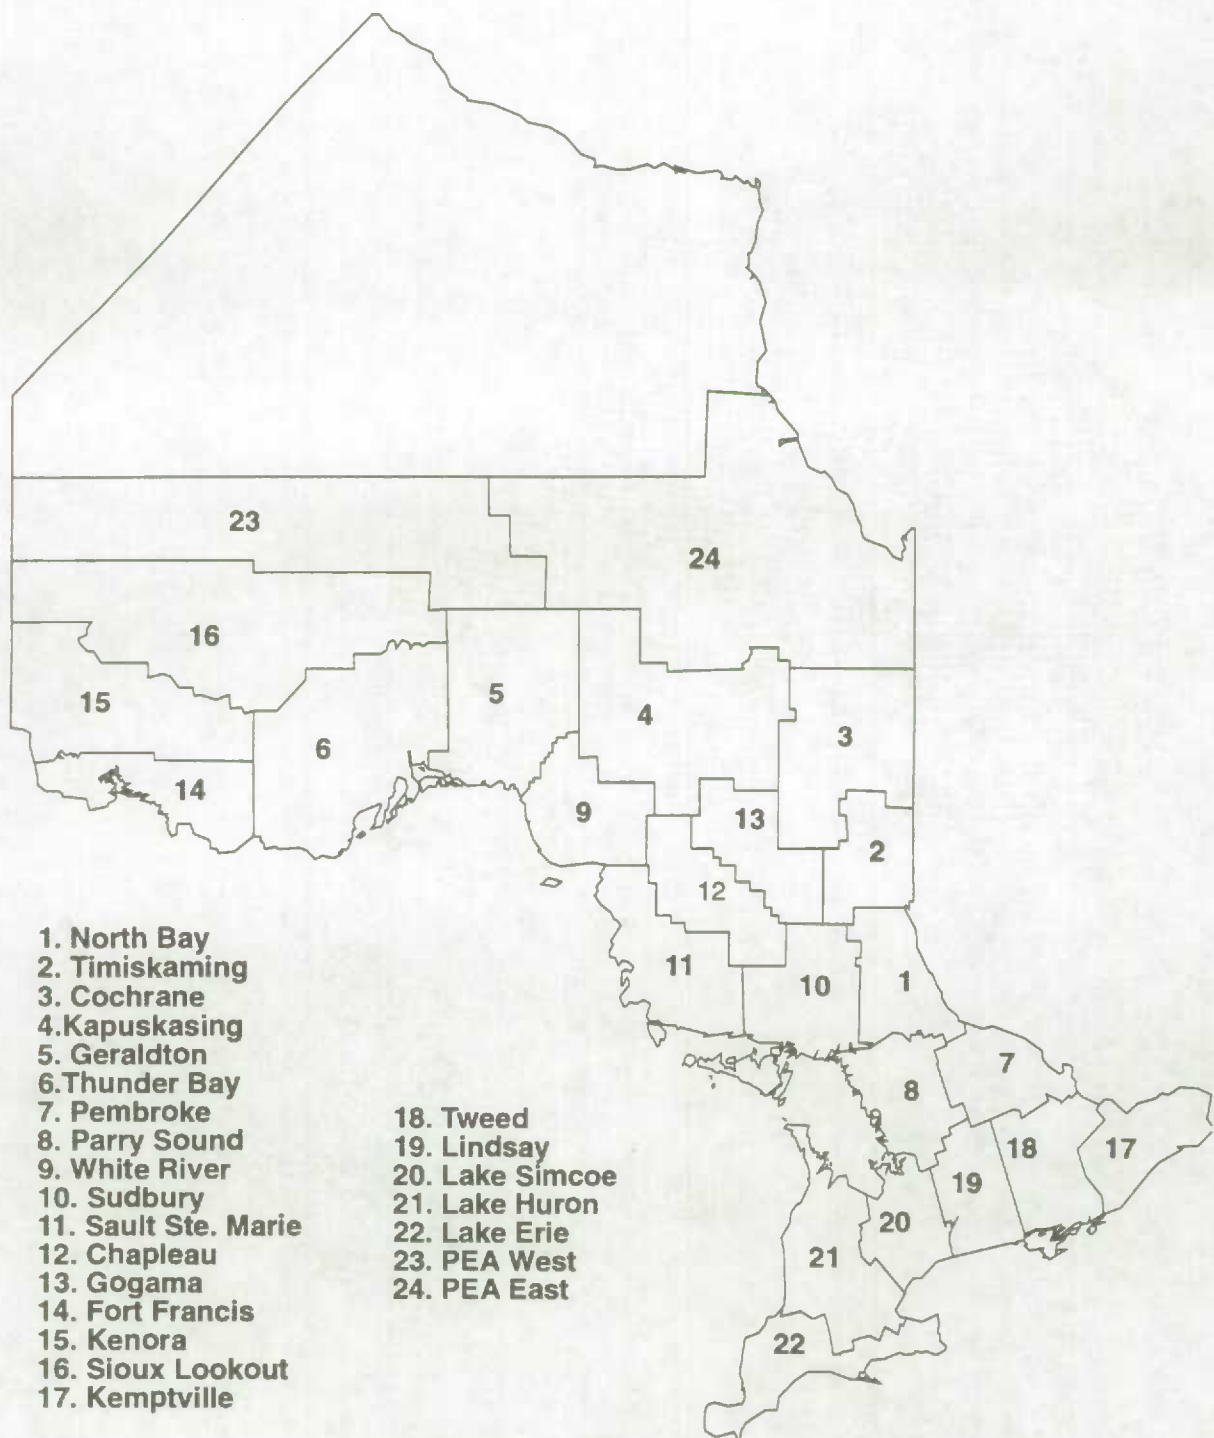 23
24
16
15
5
4
3
6
14
9
13
2
12
11
10
1
7
8
18
17
19
20
21
22
1. North Bay
2. Timiskaming
3. Cochrane
4.Kapuskasing
5. Geraldton
6.Thunder Bay
7. Pembroke
8. Parry Sound
9. White River
10. Sudbury
11. Sault Ste. Marie
12. Chapleau
13. Gogama
14. Fort Francis
15. Kenora
16. Sioux Lookout
17. Kemptville
18. Tweed
19. Lindsay
20. Lake Simcoe
21. Lake Huron
22. Lake Erie
23. PEA West
24. PEA East